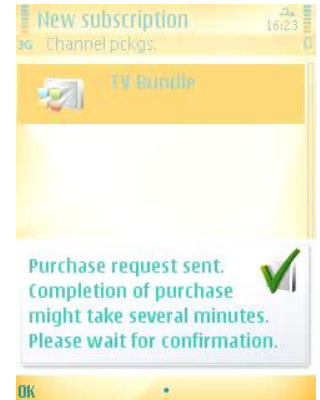 New subscription
16:23
3G Channel pckgs.
TV Bundle
Purchase request sent.
Completion of purchase
might take several minutes.
Please wait for confirmation.
OK